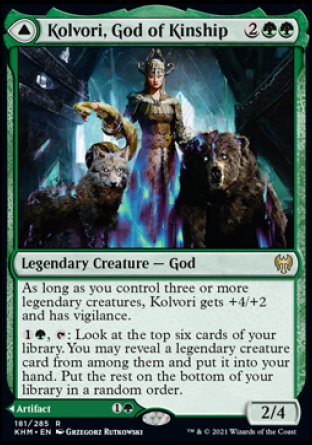 Kolvori, God of Kinship 2
Legendary Creature — God
As long as you control three or more
legendary creatures, Kolvori gets +4/+2
and has vigilance.
1 , : Look at the top six cards of your
library. You may reveal a legendary creature
card from among them and put it into your
hand. Put the rest on the bottom of your
library in a random order.
Artifact 1
2/4
181/285 R
KHM • EN Grzegorz Rutkowski
™ & © 2021 Wizards of the Coast